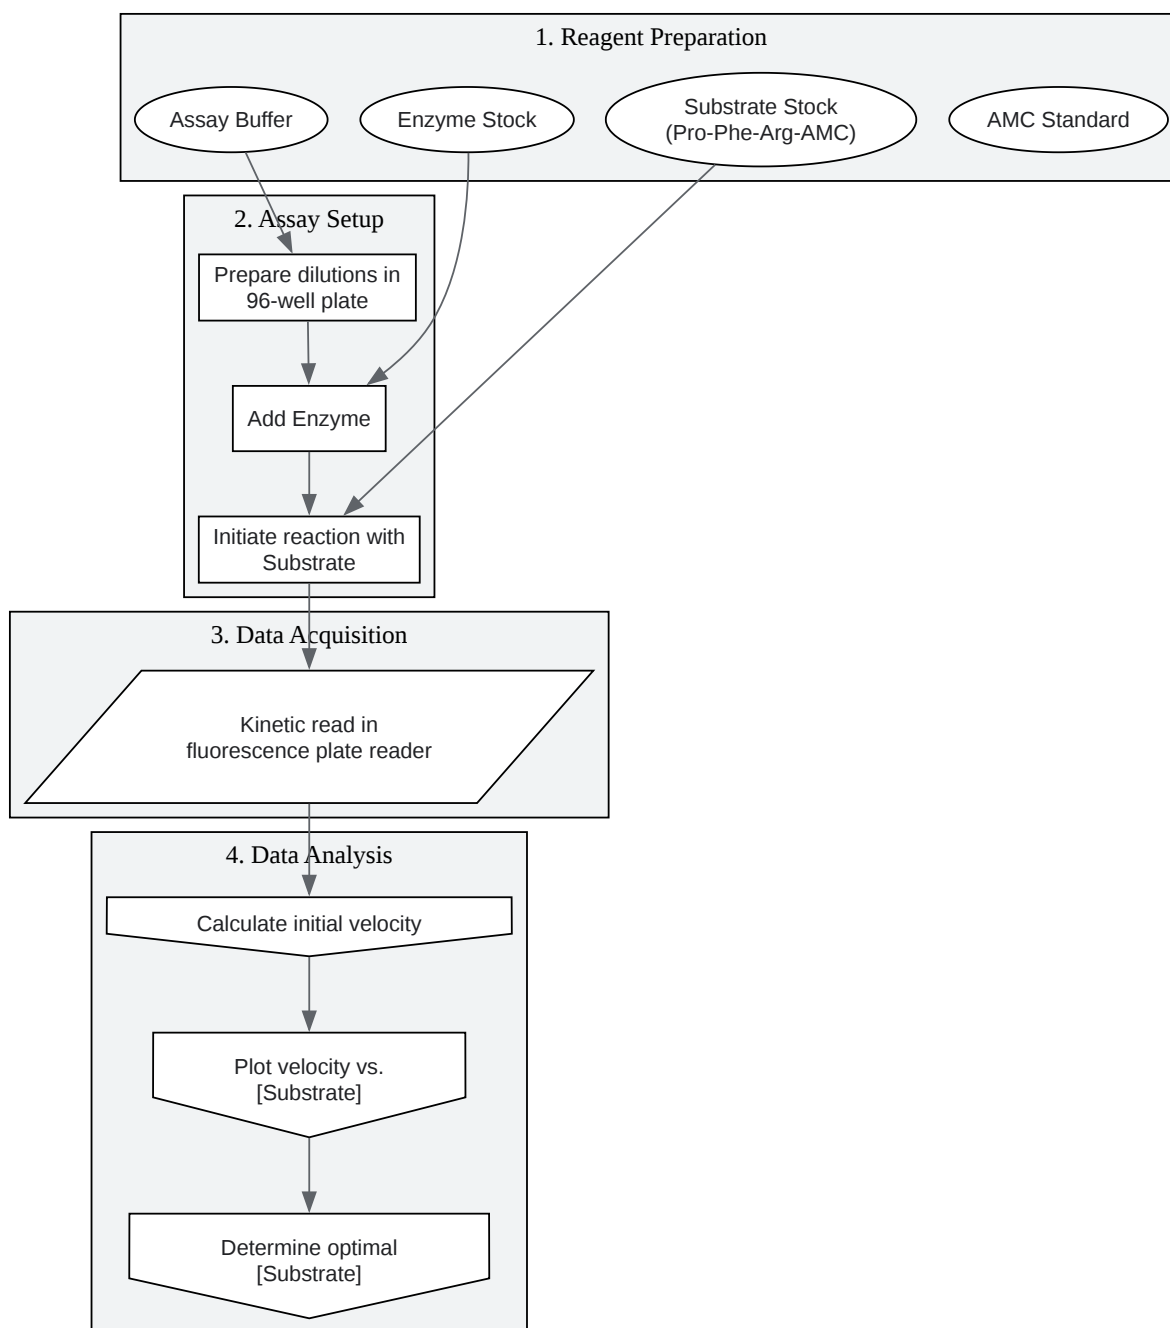 1. Reagent Preparation
Assay Buffer
Enzyme Stock
Substrate Stock
(Pro-Phe-Arg-AMC)
AMC Standard
2. Assay Setup
Prepare dilutions in
96-well plate
Add Enzyme
Initiate reaction with
Substrate
3. Data Acquisition
Kinetic read in
fluorescence plate reader
4. Data Analysis
Calculate initial velocity
Plot velocity vs.
[Substrate]
Determine optimal
[Substrate]